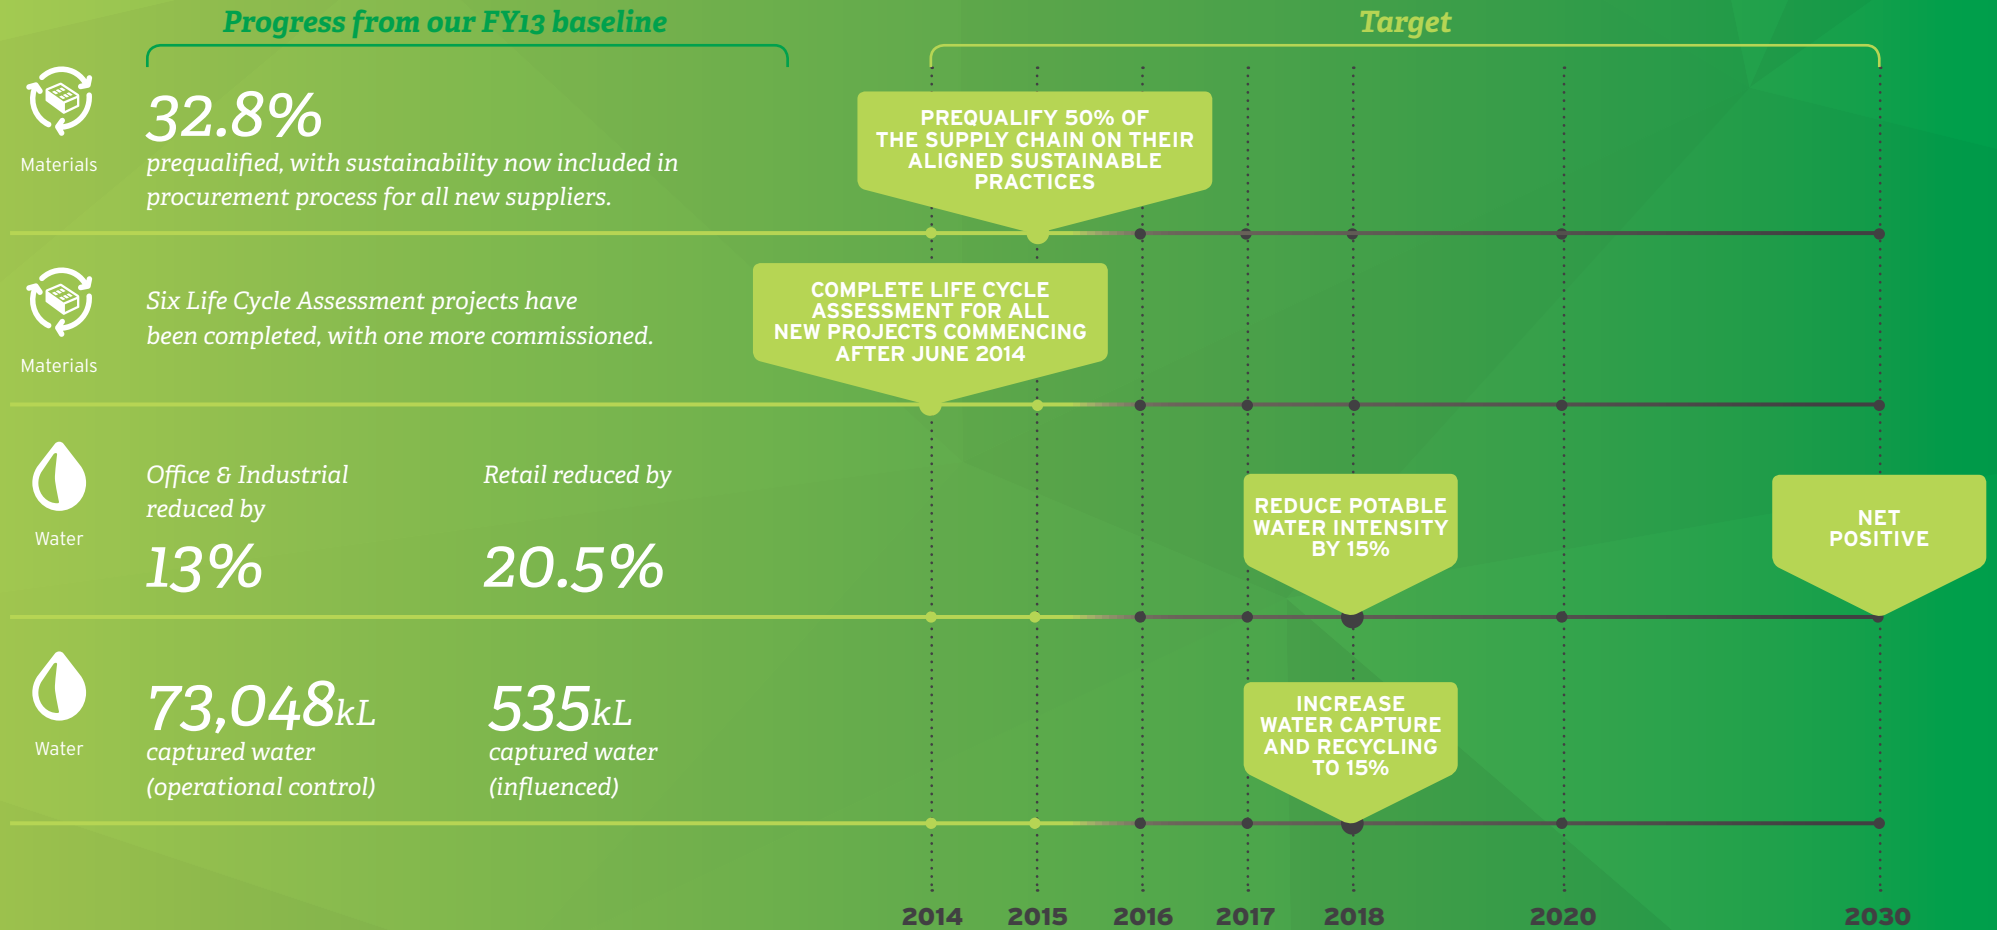 Progress from our FY13 baseline
Target
Materials
32.8%
prequalified, with sustainability now included in
procurement process for all new suppliers.
PREQUALIFY 50% OF
THE SUPPLY CHAIN ON THEIR
ALIGNED SUSTAINABLE
PRACTICES
Materials
Six Life Cycle Assessment projects have
been completed, with one more commissioned.
COMPLETE LIFE CYCLE
ASSESSMENT FOR ALL
NEW PROJECTS COMMENCING
AFTER JUNE 2014
Water
Office & Industrial
reduced by
13%
Retail reduced by
20.5%
REDUCE POTABLE
WATER INTENSITY
BY 15%
NET
POSITIVE
Water
73,048kL
captured water
(operational control)
535kL
captured water
(influenced)
INCREASE
WATER CAPTURE
AND RECYCLING
TO 15%
2014 2015 2016 2017 2018 2020 2030